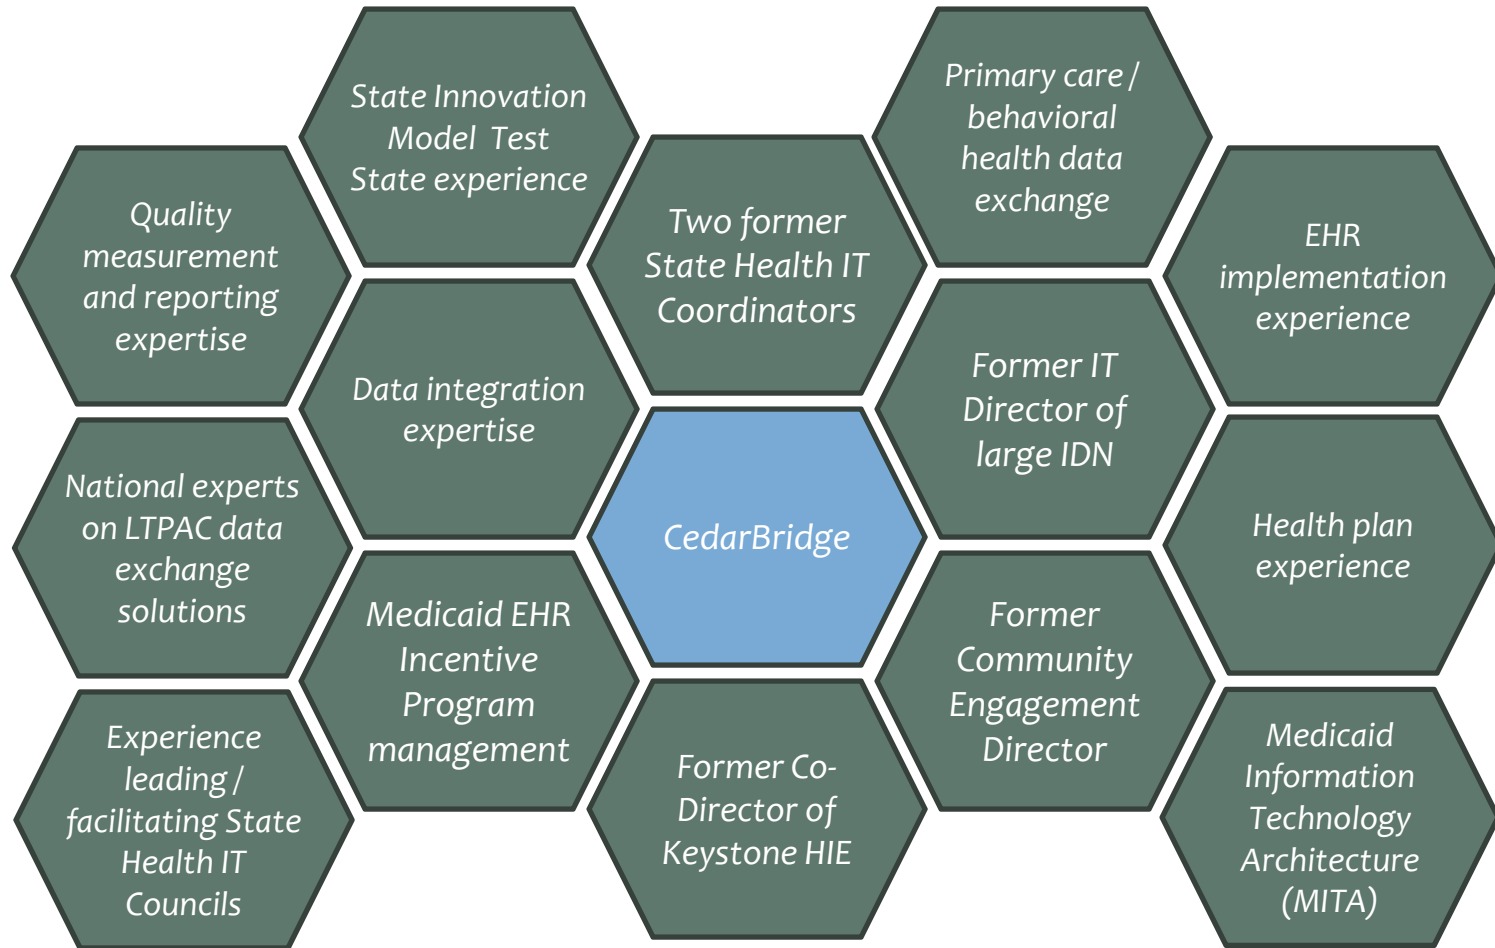 State Innovation
Model  Test
State experience
Primary care /
behavioral
health data
exchange
Quality
measurement
and reporting
expertise
Two former
State Health IT
Coordinators
EHR
implementation
experience
Data integration
expertise
Former IT
Director of
large IDN
National experts
on LTPAC data
exchange
solutions
CedarBridge
Health plan
experience
Medicaid EHR
Incentive
Program
management
Former
Community
Engagement
Director
Experience
leading /
facilitating State
Health IT
Councils
Former Co-
Director of
Keystone HIE
Medicaid
Information
Technology
Architecture
(MITA)